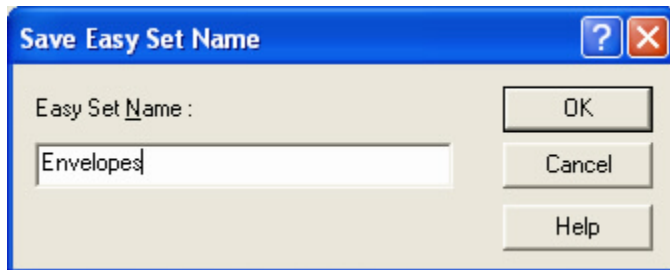 Save Easy Set Name
?
Easy Set Name :
OK
Envelopes
Cancel
Help